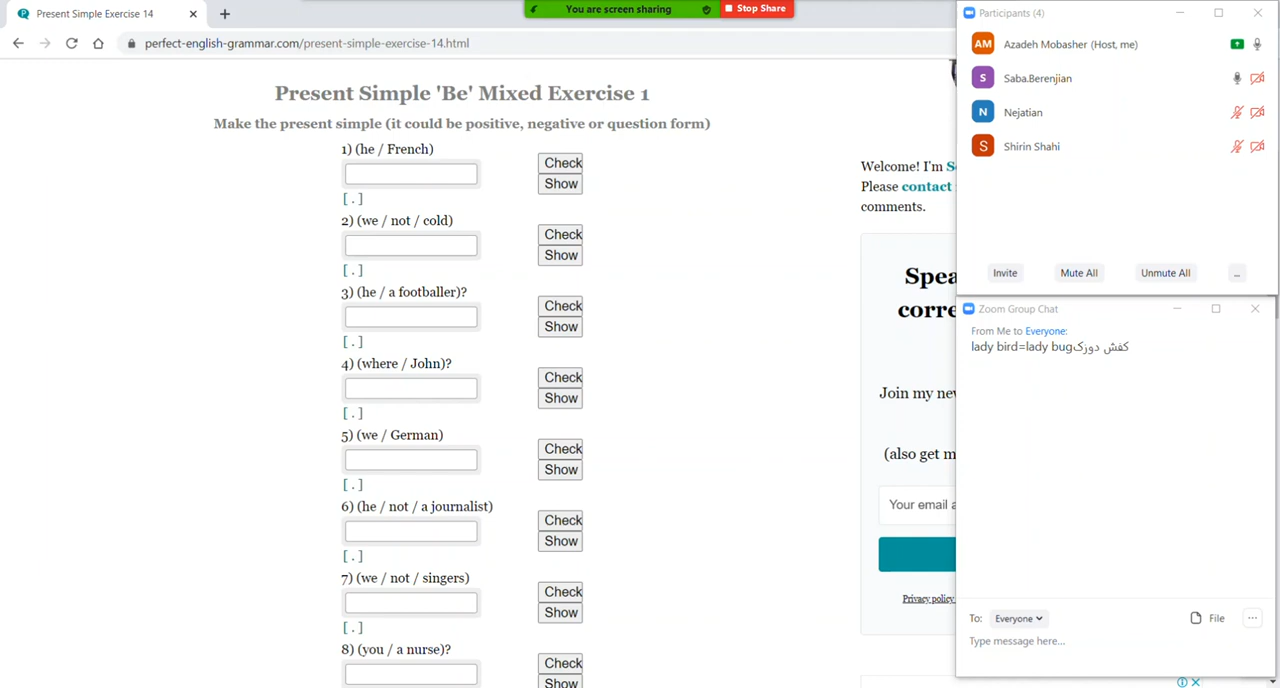 Present Simple Exercise 14
You are screen sharing
Stop Share
perfect-english-grammar.com/present-simple-exercise-14.html
Present Simple 'Be' Mixed Exercise 1
Make the present simple (it could be positive, negative or question form)
1) (he / French)
Check
Show
[ . ]
2) (we / not / cold)
Check
Show
[ . ]
3) (he / a footballer)?
Check
Show
[ . ]
4) (where / John)?
Check
Show
[ . ]
5) (we / German)
Check
Show
[ . ]
6) (he / not / a journalist)
Check
Show
[ . ]
7) (we / not / singers)
Check
Show
[ . ]
8) (you / a nurse)?
Check
Show
Welcome! I'm Se
Please contact
comments.
Spea
corre
Join my nev
(also get m
Your email a
Privacy policy
Participants (4)
AM Azadeh Mobasher (Host, me)
S Saba.Berenjian
N Nejatian
S Shirin Shahi
Invite Mute All Unmute All ...
Zoom Group Chat
From Me to Everyone:
lady bird=lady bugکفش دوزک
To: Everyone File ...
Type message here...